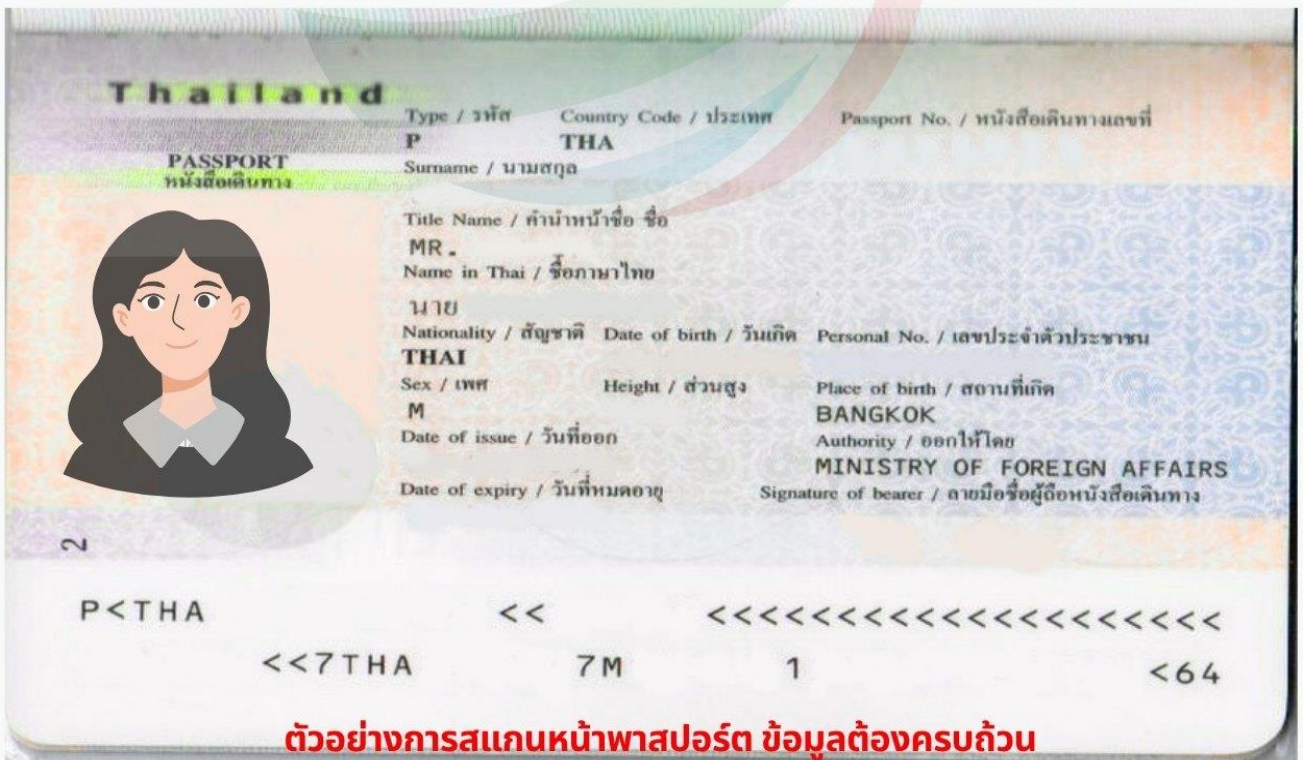 Thailand
Type / รหัส Country Code / ประเทศ Passport No. / หนังสือเดินทางเลขที่
P THA
PASSPORT
หนังสือเดินทาง
Surname / นามสกุล
Title Name / คำนำหน้าชื่อ ชื่อ
MR.
Name in Thai / ชื่อภาษาไทย
นาย
Nationality / สัญชาติ Date of birth / วันเกิด Personal No. / เลขประจำตัวประชาชน
THAI
Sex / เพศ Height / ส่วนสูง Place of birth / สถานที่เกิด
M BANGKOK
Date of issue / วันที่ออก Authority / ออกให้โดย
MINISTRY OF FOREIGN AFFAIRS
Date of expiry / วันที่หมดอายุ Signature of bearer / ลายมือชื่อผู้ถือหนังสือเดินทาง
2
P<THA << <<<<<<<<<<<<<<<<<<<<<
<<7THA 7M 1 <64
ตัวอย่างการสแกนหน้าพาสปอร์ต ข้อมูลต้องครบถ้วน